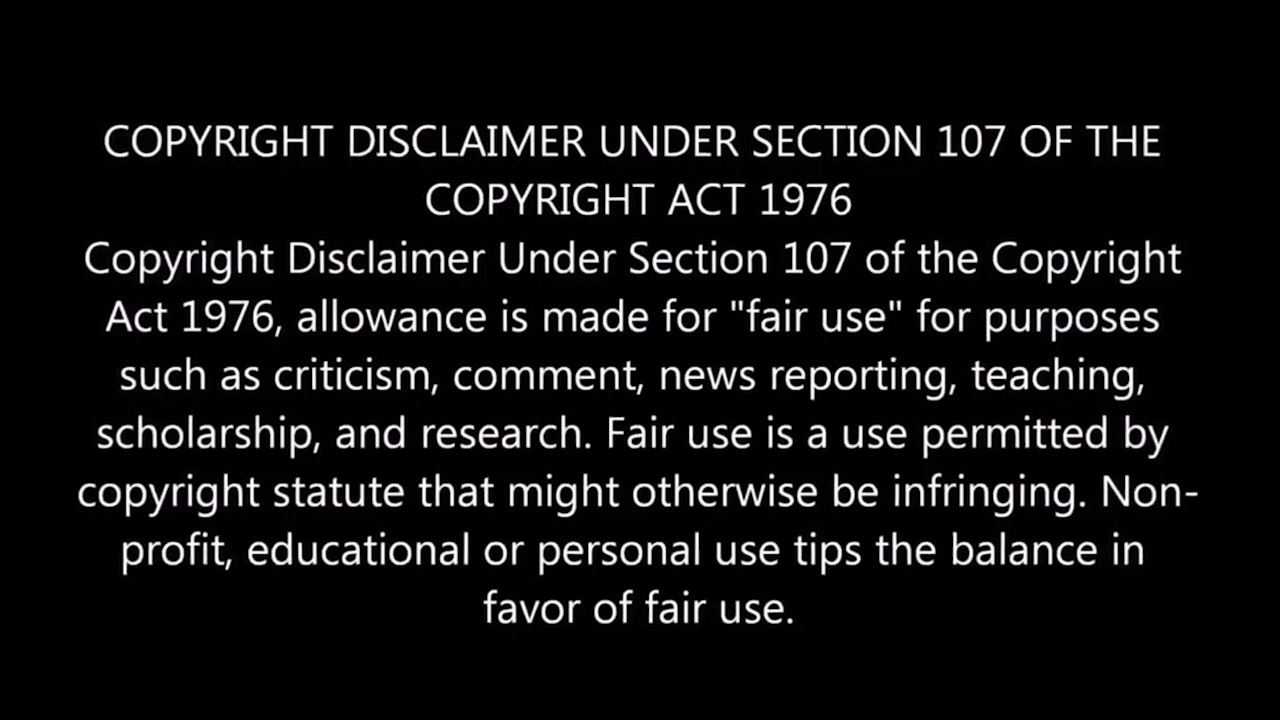 COPYRIGHT DISCLAIMER UNDER SECTION 107 OF THE
COPYRIGHT ACT 1976
Copyright Disclaimer Under Section 107 of the Copyright
Act 1976, allowance is made for "fair use" for purposes
such as criticism, comment, news reporting, teaching,
scholarship, and research. Fair use is a use permitted by
copyright statute that might otherwise be infringing. Non-
profit, educational or personal use tips the balance in
favor of fair use.